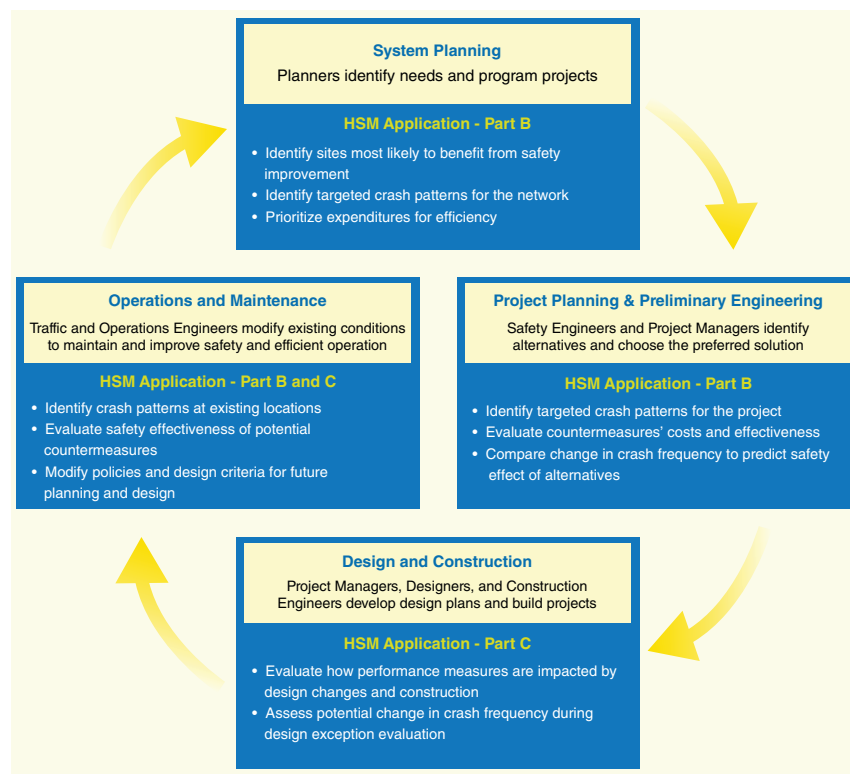 System Planning
Planners identify needs and program projects
HSM Application - Part B
• Identify sites most likely to benefit from safety
improvement
• Identify targeted crash patterns for the network
• Prioritize expenditures for efficiency
Operations and Maintenance
Traffic and Operations Engineers modify existing conditions
to maintain and improve safety and efficient operation
HSM Application - Part B and C
• Identify crash patterns at existing locations
• Evaluate safety effectiveness of potential
countermeasures
• Modify policies and design criteria for future
planning and design
Project Planning & Preliminary Engineering
Safety Engineers and Project Managers identify
alternatives and choose the preferred solution
HSM Application - Part B
• Identify targeted crash patterns for the project
• Evaluate countermeasures’ costs and effectiveness
• Compare change in crash frequency to predict safety
effect of alternatives
Design and Construction
Project Managers, Designers, and Construction
Engineers develop design plans and build projects
HSM Application - Part C
• Evaluate how performance measures are impacted by
design changes and construction
• Assess potential change in crash frequency during
design exception evaluation